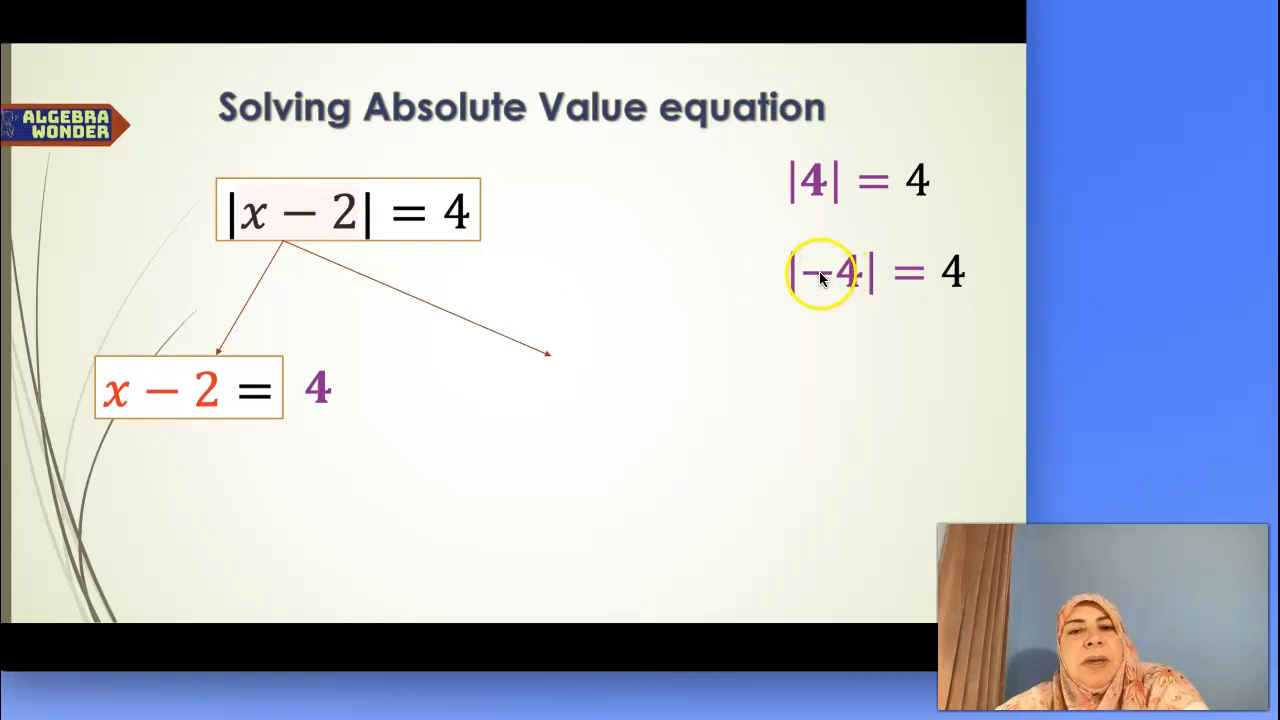 ALGEBRA
WONDER
Solving Absolute Value equation
|x − 2| = 4
|4| = 4
|−4| = 4
x − 2 = 4